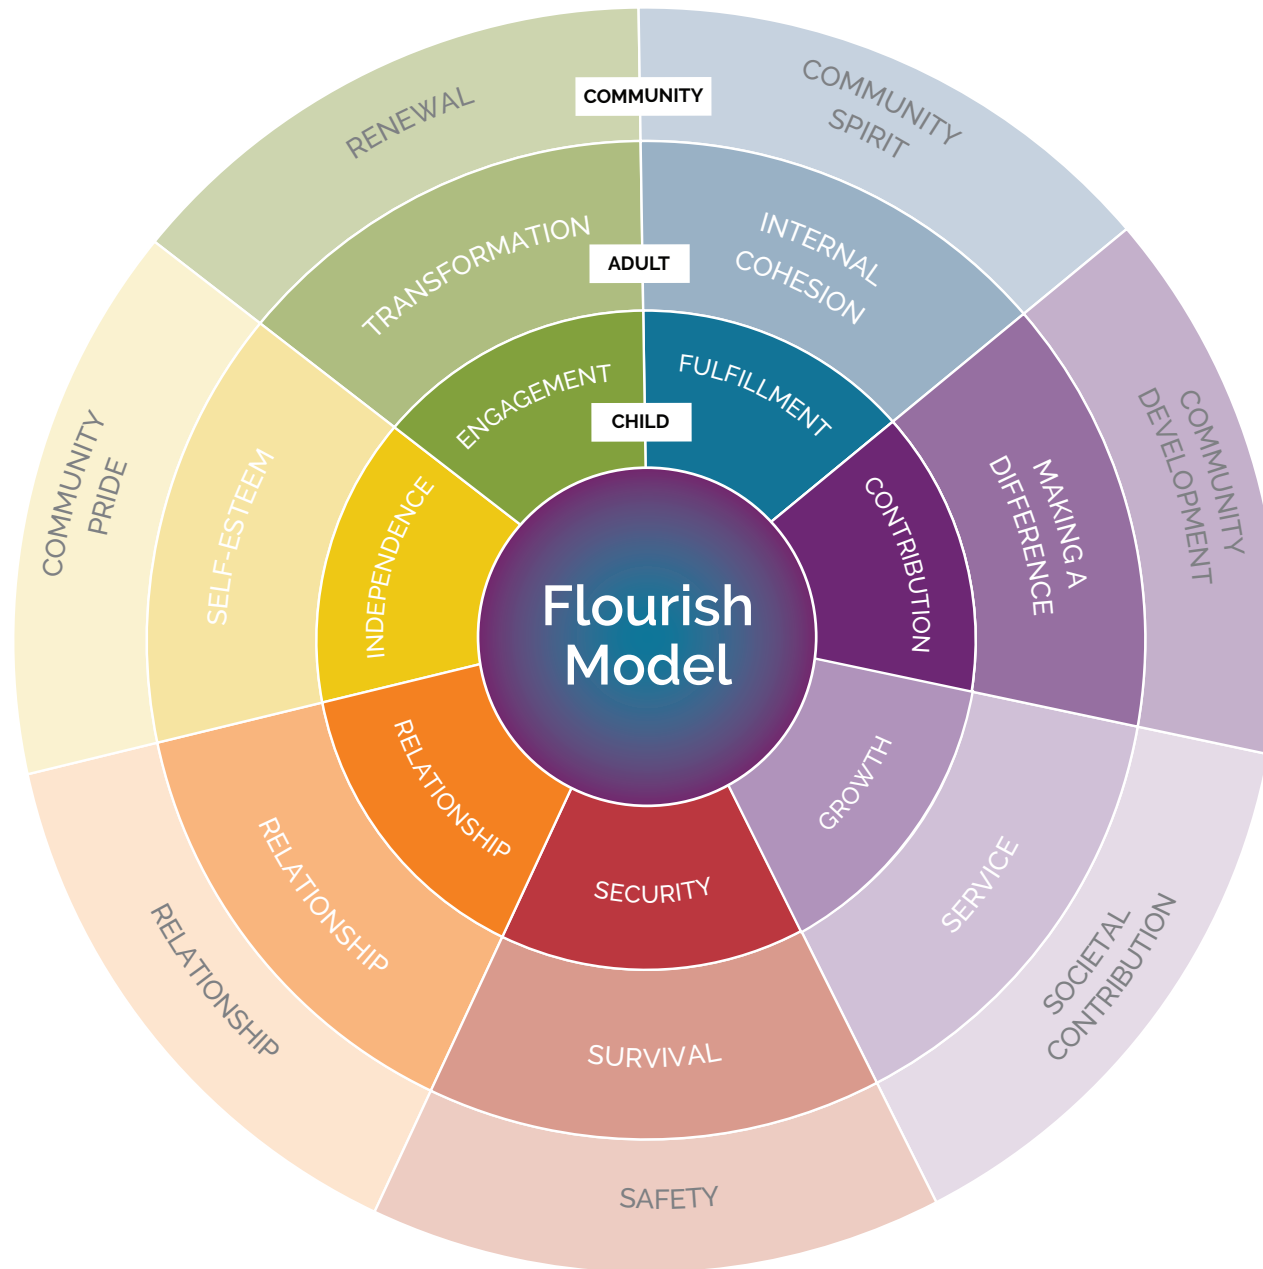 COMMUNITY
RENEWAL
COMMUNITY
SPIRIT
ADULT
TRANSFORMATION
INTERNAL
COHESION
CHILD
ENGAGEMENT
FULFILLMENT
COMMUNITY
PRIDE
SELF-ESTEEM
INDEPENDENCE
Flourish
Model
CONTRIBUTION
MAKING A
DIFFERENCE
COMMUNITY
DEVELOPMENT
RELATIONSHIP
RELATIONSHIP
RELATIONSHIP
GROWTH
SERVICE
SOCIETAL
CONTRIBUTION
SECURITY
SURVIVAL
SAFETY